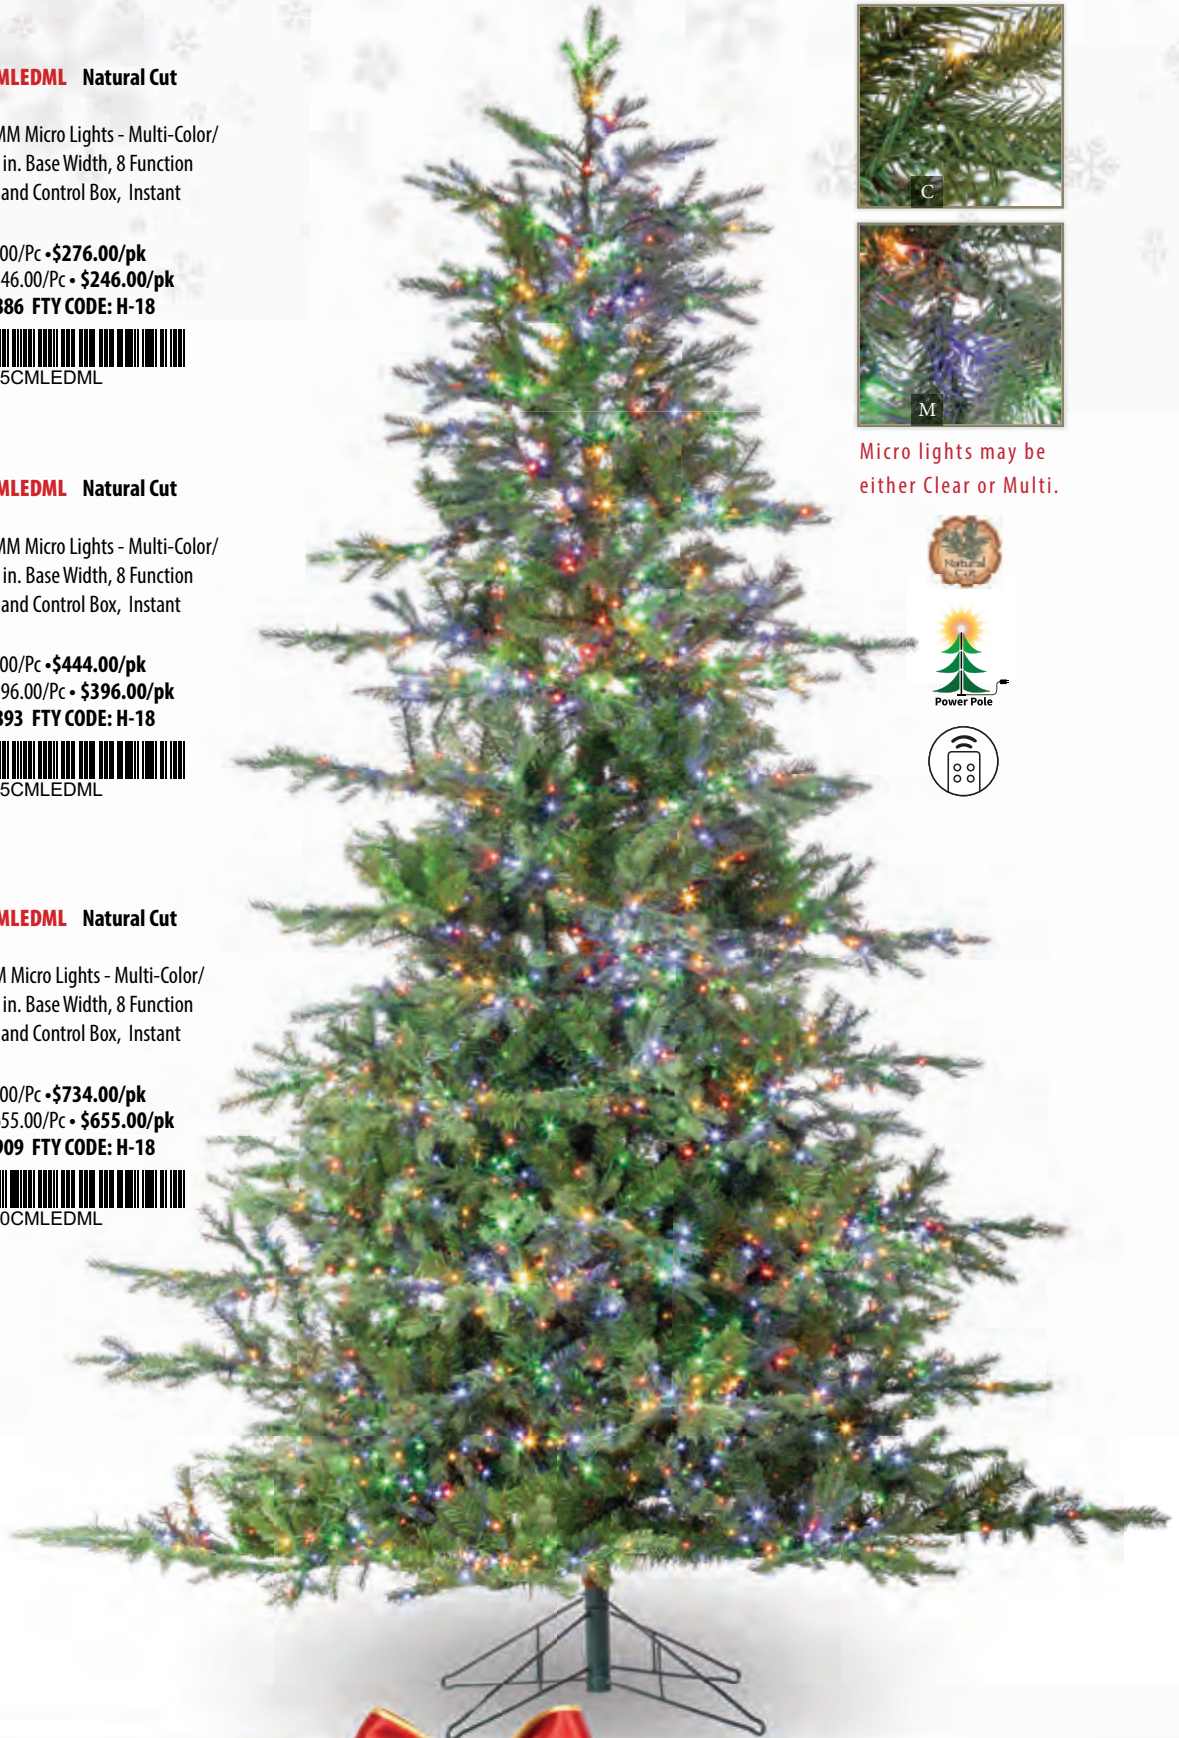 MLEDML Natural Cut
MM Micro Lights - Multi-Color/
in. Base Width, 8 Function
and Control Box, Instant
00/Pc •$276.00/pk
46.00/Pc • $246.00/pk
886 FTY CODE: H-18
5CMLEDML
MLEDML Natural Cut
MM Micro Lights - Multi-Color/
in. Base Width, 8 Function
and Control Box, Instant
00/Pc •$444.00/pk
96.00/Pc • $396.00/pk
893 FTY CODE: H-18
5CMLEDML
MLEDML Natural Cut
M Micro Lights - Multi-Color/
in. Base Width, 8 Function
and Control Box, Instant
00/Pc •$734.00/pk
655.00/Pc • $655.00/pk
909 FTY CODE: H-18
0CMLEDML
C
M
Micro lights may be
either Clear or Multi.
Natural
Cut
Power Pole